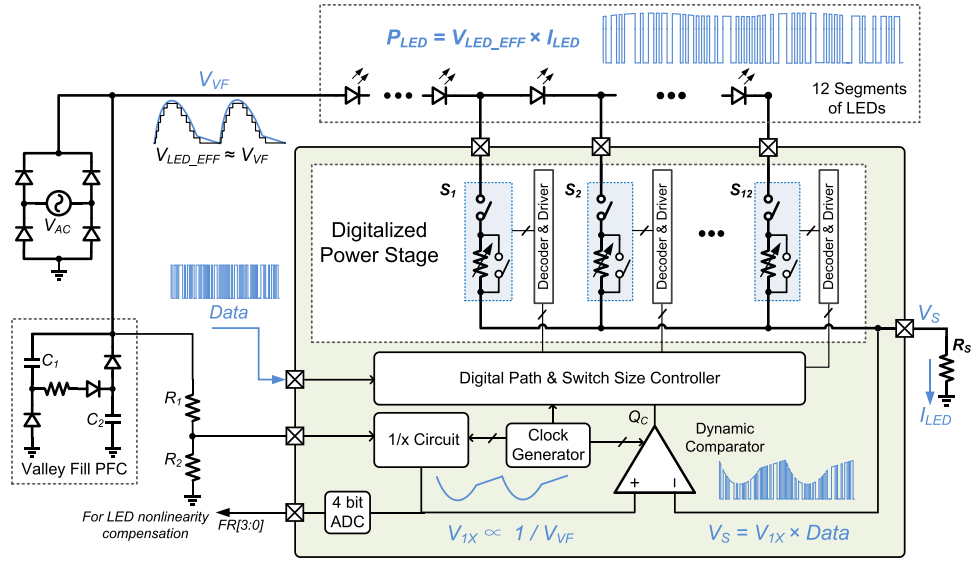 P_LED = V_LED_EFF × I_LED
12 Segments
of LEDs
V_VF
V_LED_EFF ≈ V_VF
V_AC
S_1
S_2
S_12
Digitalized
Power Stage
Decoder & Driver
Decoder & Driver
Decoder & Driver
Data
V_S
R_S
I_LED
C_1
C_2
Valley Fill PFC
R_1
R_2
Digital Path & Switch Size Controller
Q_C
1/x Circuit
Clock
Generator
Dynamic
Comparator
+
−
4 bit
ADC
For LED nonlinearity
compensation
FR[3:0]
V_1X ∝ 1 / V_VF
V_S = V_1X × Data